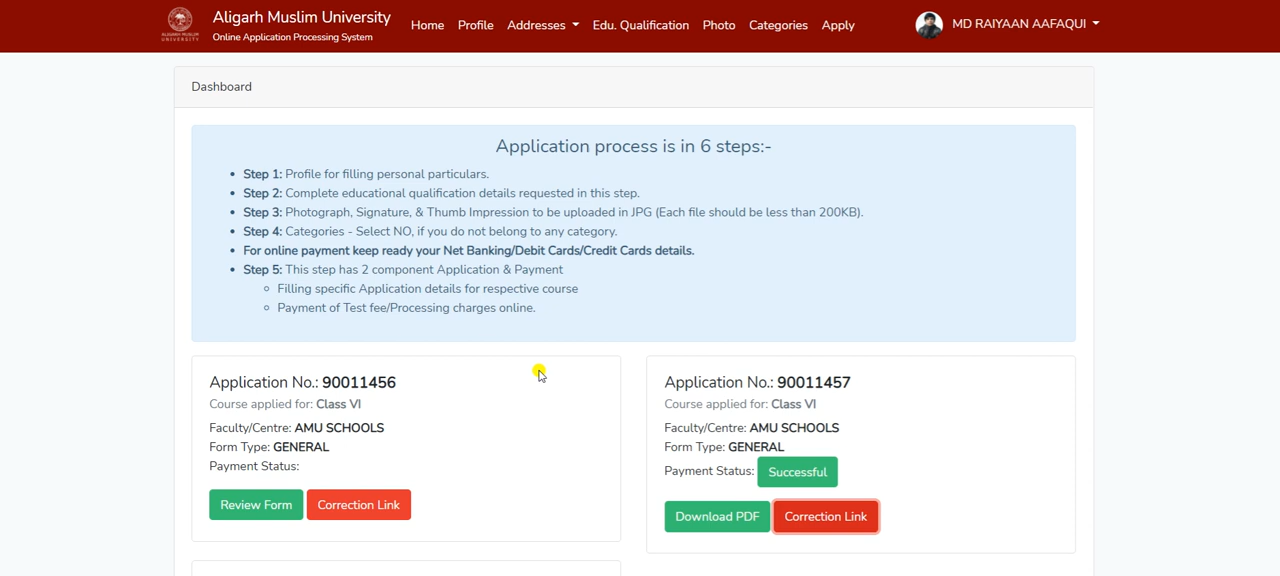 Aligarh Muslim University
Online Application Processing System
ALIGARH MUSLIM
UNIVERSITY
Home Profile Addresses Edu. Qualification Photo Categories Apply
MD RAIYAAN AAFAQUI
Dashboard
Application process is in 6 steps:-
Step 1: Profile for filling personal particulars.
Step 2: Complete educational qualification details requested in this step.
Step 3: Photograph, Signature, & Thumb Impression to be uploaded in JPG (Each file should be less than 200KB).
Step 4: Categories - Select NO, if you do not belong to any category.
For online payment keep ready your Net Banking/Debit Cards/Credit Cards details.
Step 5: This step has 2 component Application & Payment
Filling specific Application details for respective course
Payment of Test fee/Processing charges online.
Application No.: 90011456
Course applied for: Class VI
Faculty/Centre: AMU SCHOOLS
Form Type: GENERAL
Payment Status:
Review Form Correction Link
Application No.: 90011457
Course applied for: Class VI
Faculty/Centre: AMU SCHOOLS
Form Type: GENERAL
Payment Status: Successful
Download PDF Correction Link